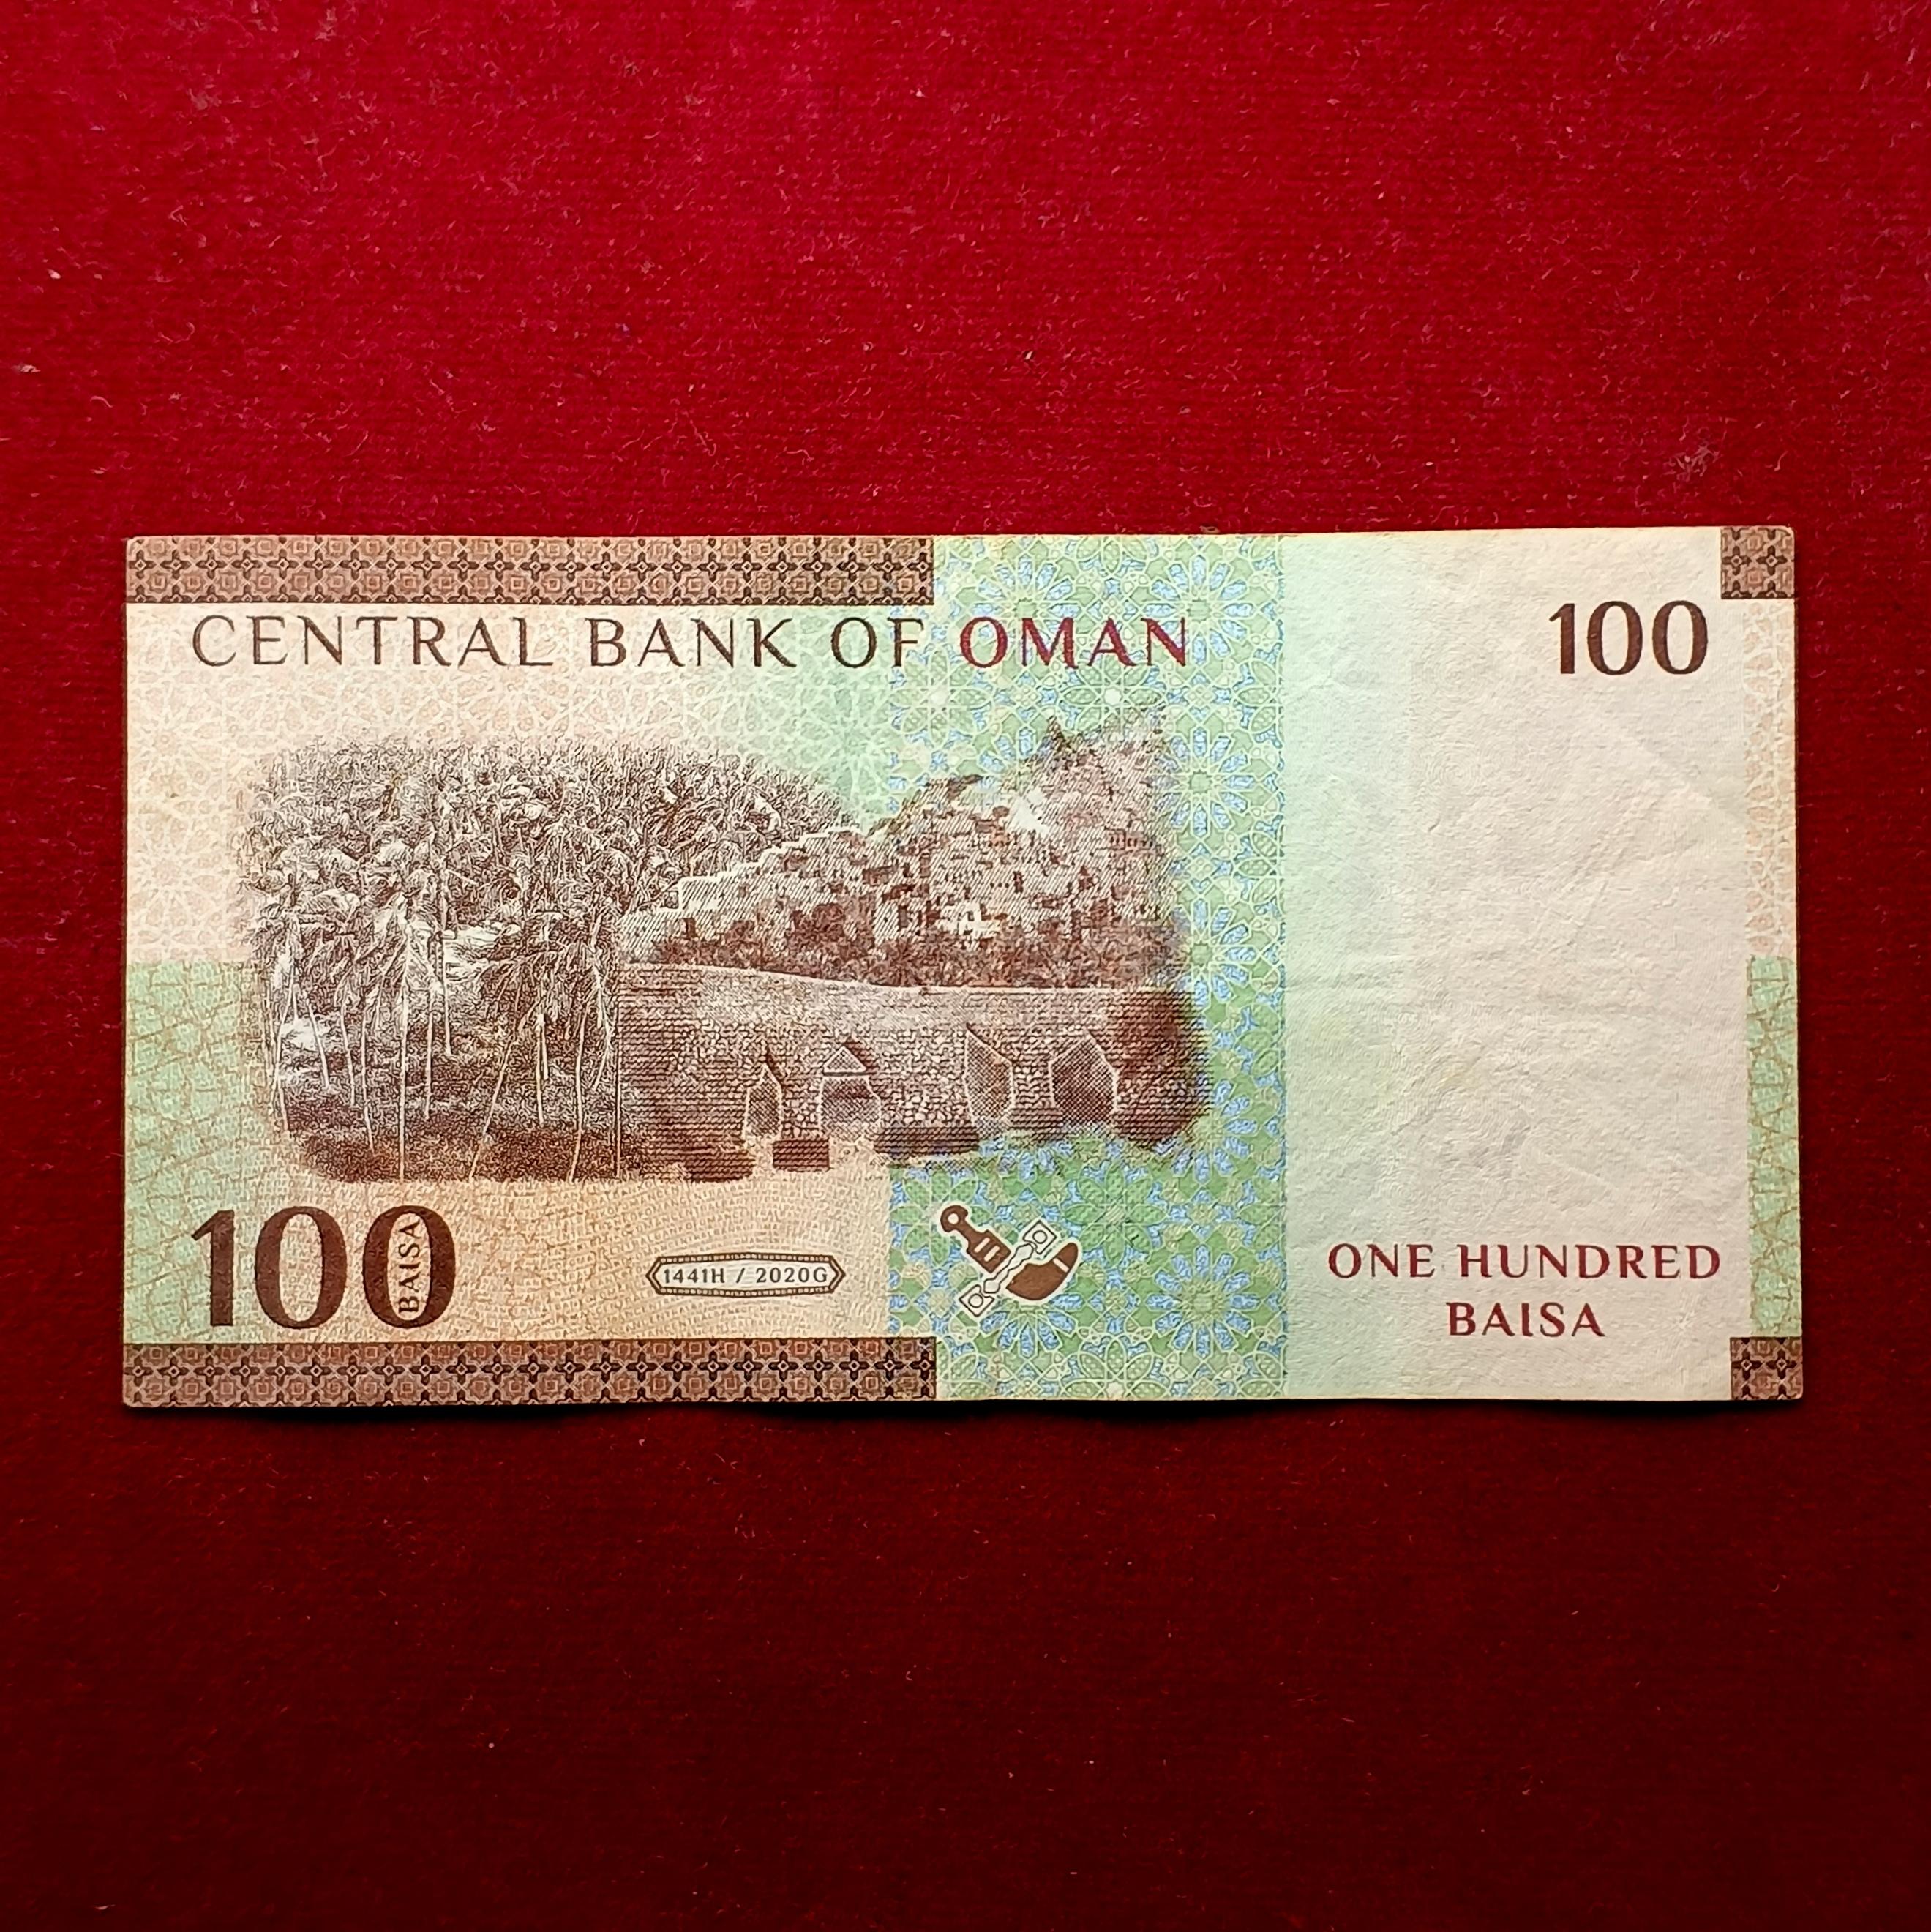 CENTRAL BANK OF OMAN
100
100
BAISA
1441H / 2020G
ONE HUNDRED
BAISA